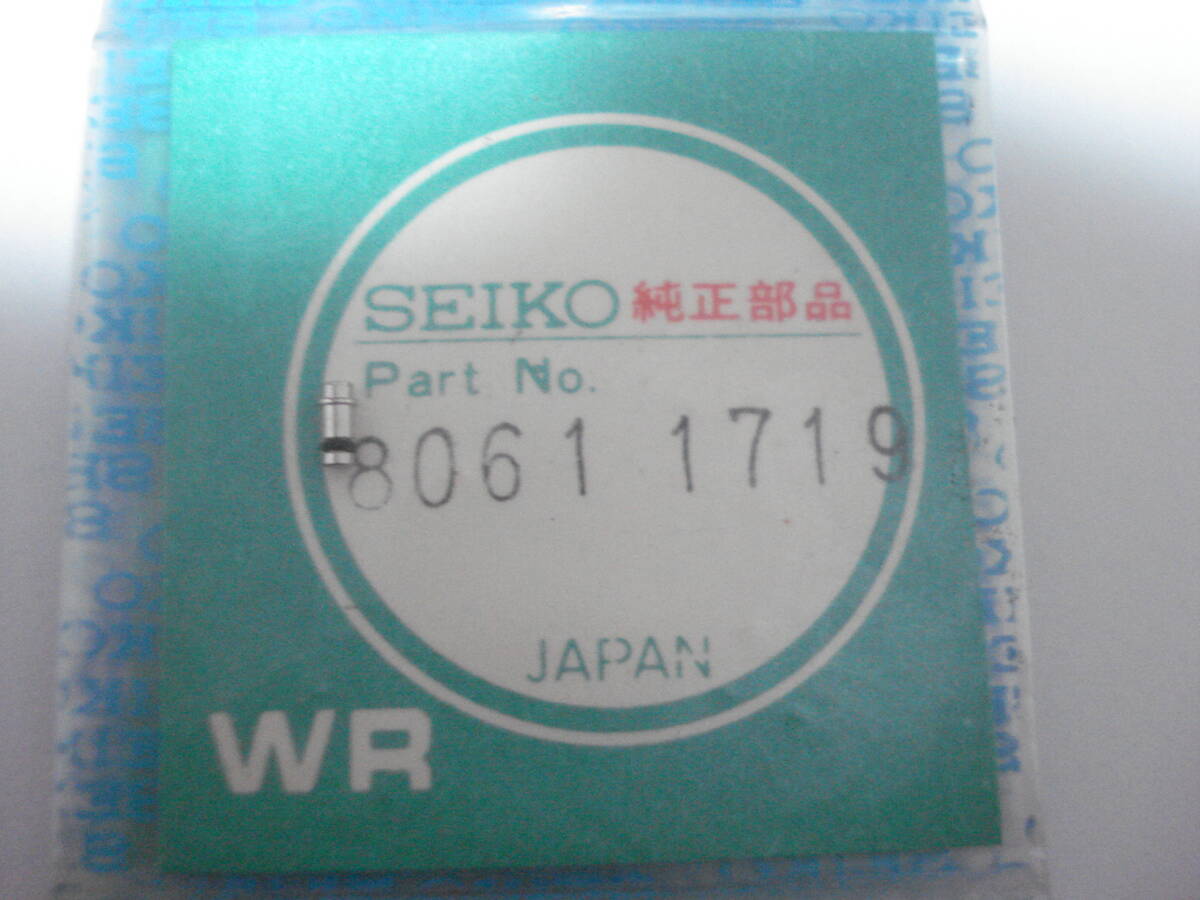 SEIKO 純正部品
Part No.
8061 1719
JAPAN
WR